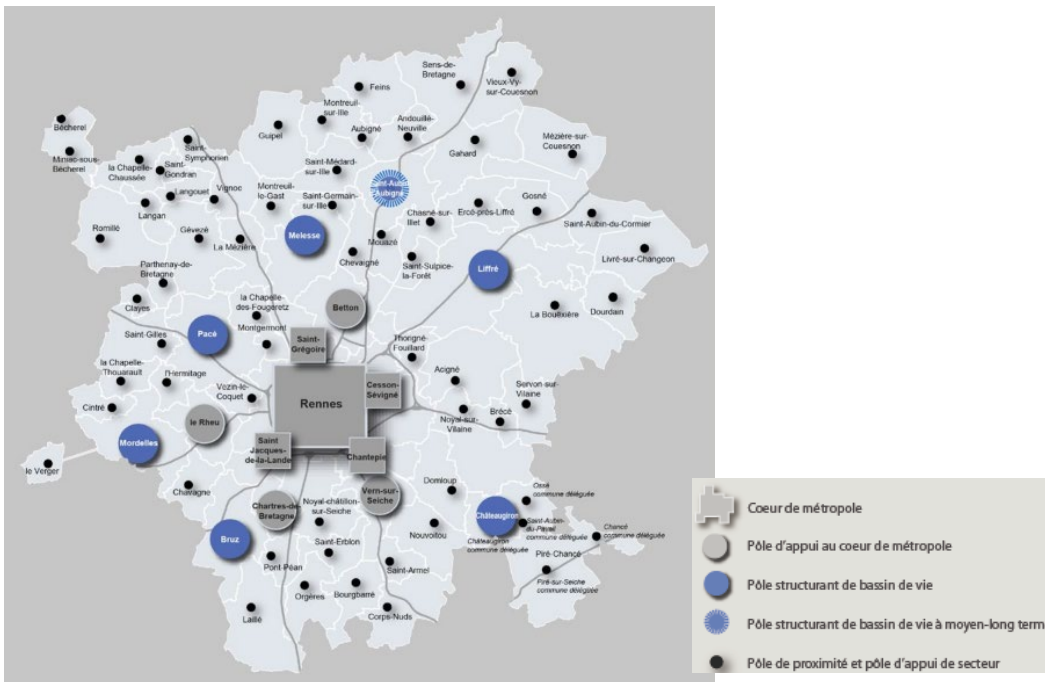 Sens-de-
Bretagne
Vieux-Vy-
sur-Couesnon
Feins
Montreuil-
sur-Ille
Andouillé-
Neuville
Bécherel
Guipel
Aubigné
Gahard
Mézière-sur-
Couesnon
Miniac-sous-
Bécherel
Saint-
Symphorien
la Chapelle-
Chaussée
Saint-
Gondran
Saint-Médard-
sur-Ille
Langouet
Vignoc
Montreuil-
le-Gast
Saint-Germain-
sur-Ille
Langan
Chasné-sur-
Illet
Ercé-près-Liffré
Gosné
Saint-Aubin-du-Cormier
Romillé
Gévezé
La Mézière
Melesse
Mouazé
Chevaigné
Saint-Sulpice-
la-Forêt
Liffré
Livré-sur-Changeon
Parthenay-de-
Bretagne
Clayes
la Chapelle-
des-Fougeretz
Betton
La Bouëxière
Dourdain
Saint-Gilles
Pacé
Montgermont
Saint-
Grégoire
Thorigné-
Fouillard
la Chapelle-
Thouarault
l'Hermitage
Vezin-le-
Coquet
Rennes
Cesson-
Sévigné
Acigné
Servon-sur-
Vilaine
Cintré
le Rheu
Noyal-sur-
Vilaine
Brécé
Mordelles
Saint
Jacques-
de-la-Lande
Chantepie
le Verger
Chavagne
Chartres-de-
Bretagne
Noyal-châtillon-
sur-Seiche
Vern-sur-
Seiche
Domloup
Ossé
commune déléguée
Châteaugiron
Saint-Aubin-
du-Pavail
commune déléguée
Châteaugiron
commune déléguée
Chancé
commune déléguée
Bruz
Saint-Erblon
Nouvoitou
Piré-Chancé
Pont-Péan
Saint-Armel
Piré-sur-Seiche
commune déléguée
Orgères
Bourgbarré
Laillé
Corps-Nuds
Coeur de métropole
Pôle d'appui au coeur de métropole
Pôle structurant de bassin de vie
Pôle structurant de bassin de vie à moyen-long term
Pôle de proximité et pôle d'appui de secteur